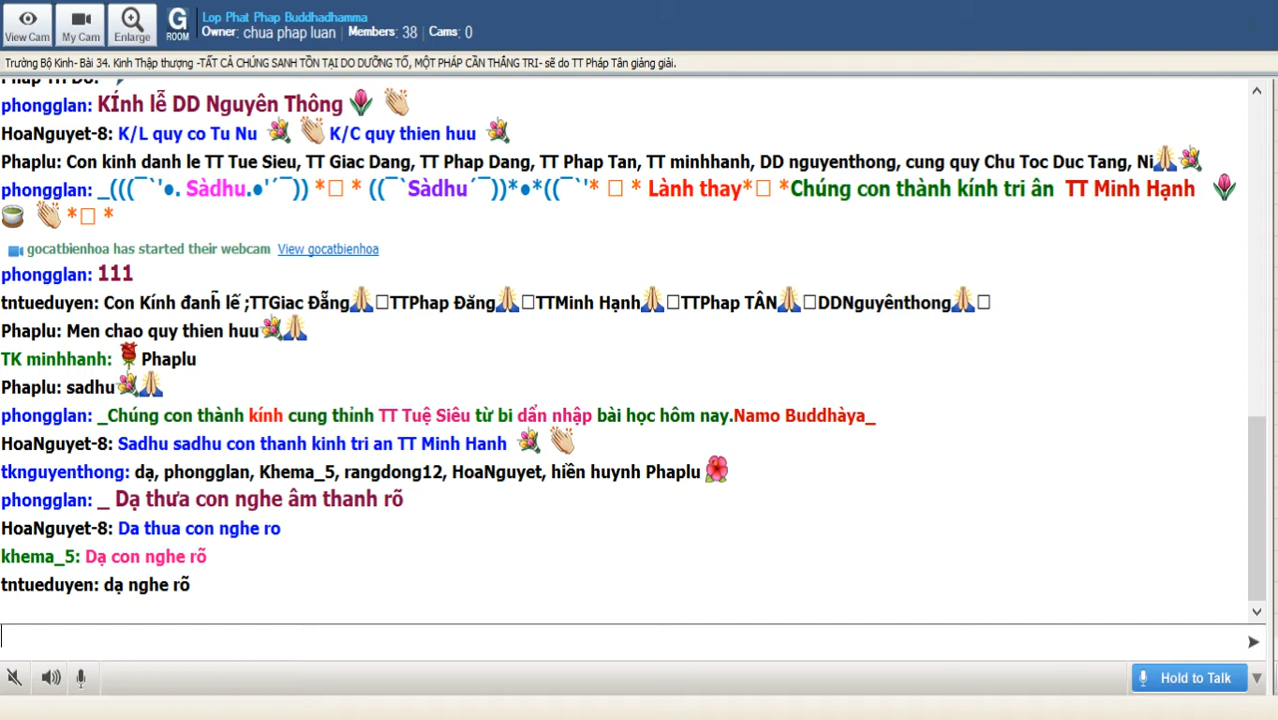 Lop Phat Phap Buddhadhamma
Owner: chua phap luan | Members: 38 | Cams: 0
View Cam
My Cam
Enlarge
G
ROOM
Trường Bộ Kinh- Bài 34. Kinh Thập thượng -TẤT CẢ CHÚNG SANH TỒN TẠI DO DƯỠNG TỐ, MỘT PHÁP CẦN THẮNG TRI- sẽ do TT Pháp Tân giảng giải.
phongglan: KÍnh lễ DD Nguyên Thông
HoaNguyet-8: K/L quy co Tu Nu K/C quy thien huu
Phaplu: Con kinh danh le TT Tue Sieu, TT Giac Dang, TT Phap Dang, TT Phap Tan, TT minhhanh, DD nguyenthong, cung quy Chu Toc Duc Tang, Ni
phongglan: _(((¯`'●. Sàdhu.●'´¯)) *□ * ((¯`Sàdhu´¯))*●*((¯`'* □ * Lành thay*□ *Chúng con thành kính tri ân TT Minh Hạnh
*□ *
gocatbienhoa has started their webcam View gocatbienhoa
phongglan: 111
tntueduyen: Con Kính đanh lế ;TTGiac Đẵng□TTPhap Đăng□TTMinh Hạnh□TTPhap TÂN□DDNguyênthong□
Phaplu: Men chao quy thien huu
TK minhhanh: Phaplu
Phaplu: sadhu
phongglan: _Chúng con thành kính cung thỉnh TT Tuệ Siêu từ bi dẩn nhập bài học hôm nay.Namo Buddhàya_
HoaNguyet-8: Sadhu sadhu con thanh kinh tri an TT Minh Hanh
tknguyenthong: dạ, phongglan, Khema_5, rangdong12, HoaNguyet, hiền huynh Phaplu
phongglan: _ Dạ thưa con nghe âm thanh rõ
HoaNguyet-8: Da thua con nghe ro
khema_5: Dạ con nghe rõ
tntueduyen: dạ nghe rõ
Hold to Talk